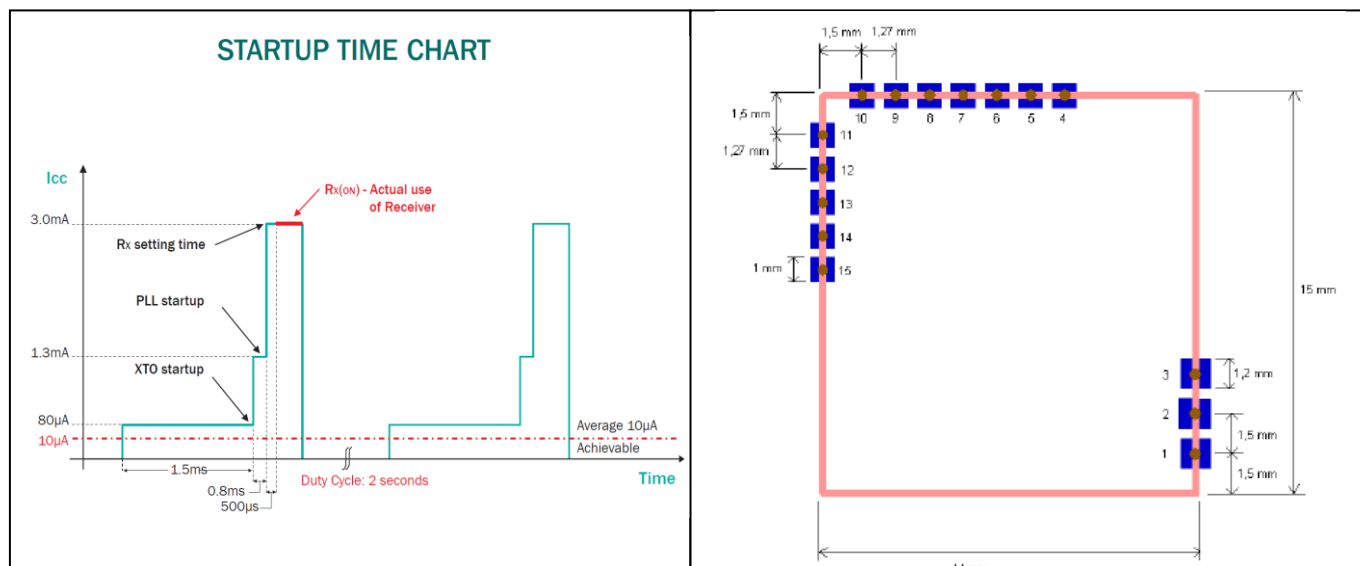 STARTUP TIME CHART
Icc
Rx(ON) - Actual use
of Receiver
3.0mA
Rx setting time
PLL startup
1.3mA
XTO startup
80µA
10µA
Average 10µA
Achievable
1.5ms
Duty Cycle: 2 seconds
Time
0.8ms
500µs
1,5 mm
1,27 mm
10
9
8
7
6
5
4
1,5 mm
11
1,27 mm
12
13
14
1 mm
15
15 mm
3
1,2 mm
2
1,5 mm
1
1,5 mm